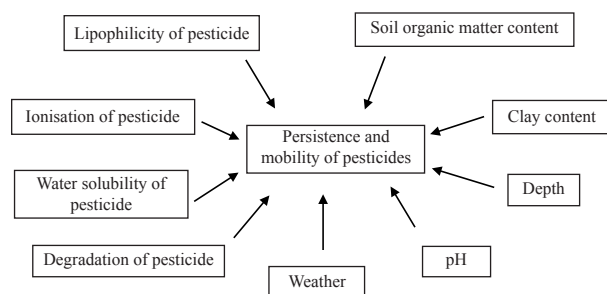 Lipophilicity of pesticide
Soil organic matter content
Ionisation of pesticide
Clay content
Persistence and
mobility of pesticides
Water solubility of
pesticide
Depth
Degradation of pesticide
Weather
pH